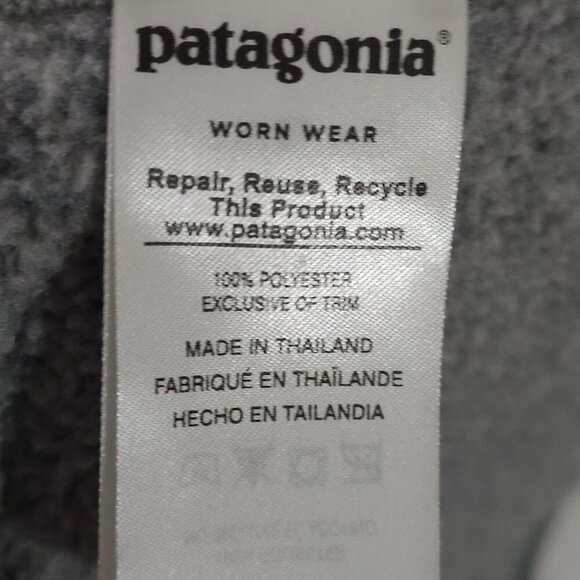 patagonia®
WORN WEAR
Repair, Reuse, Recycle
This Product
www.patagonia.com
100% POLYESTER
EXCLUSIVE OF TRIM
MADE IN THAILAND
FABRIQUÉ EN THAÏLANDE
HECHO EN TAILANDIA